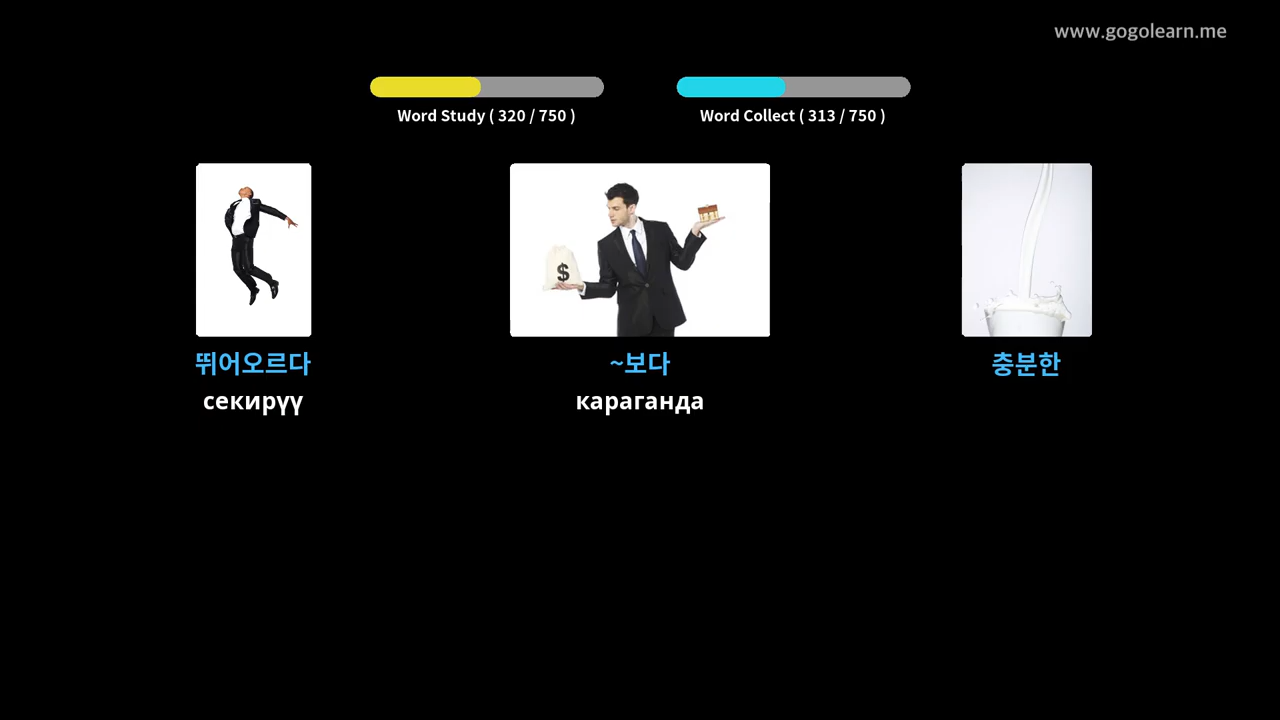 www.gogolearn.me
Word Study ( 320 / 750 )
Word Collect ( 313 / 750 )
$
뛰어오르다
~보다
충분한
секирүү
караганда